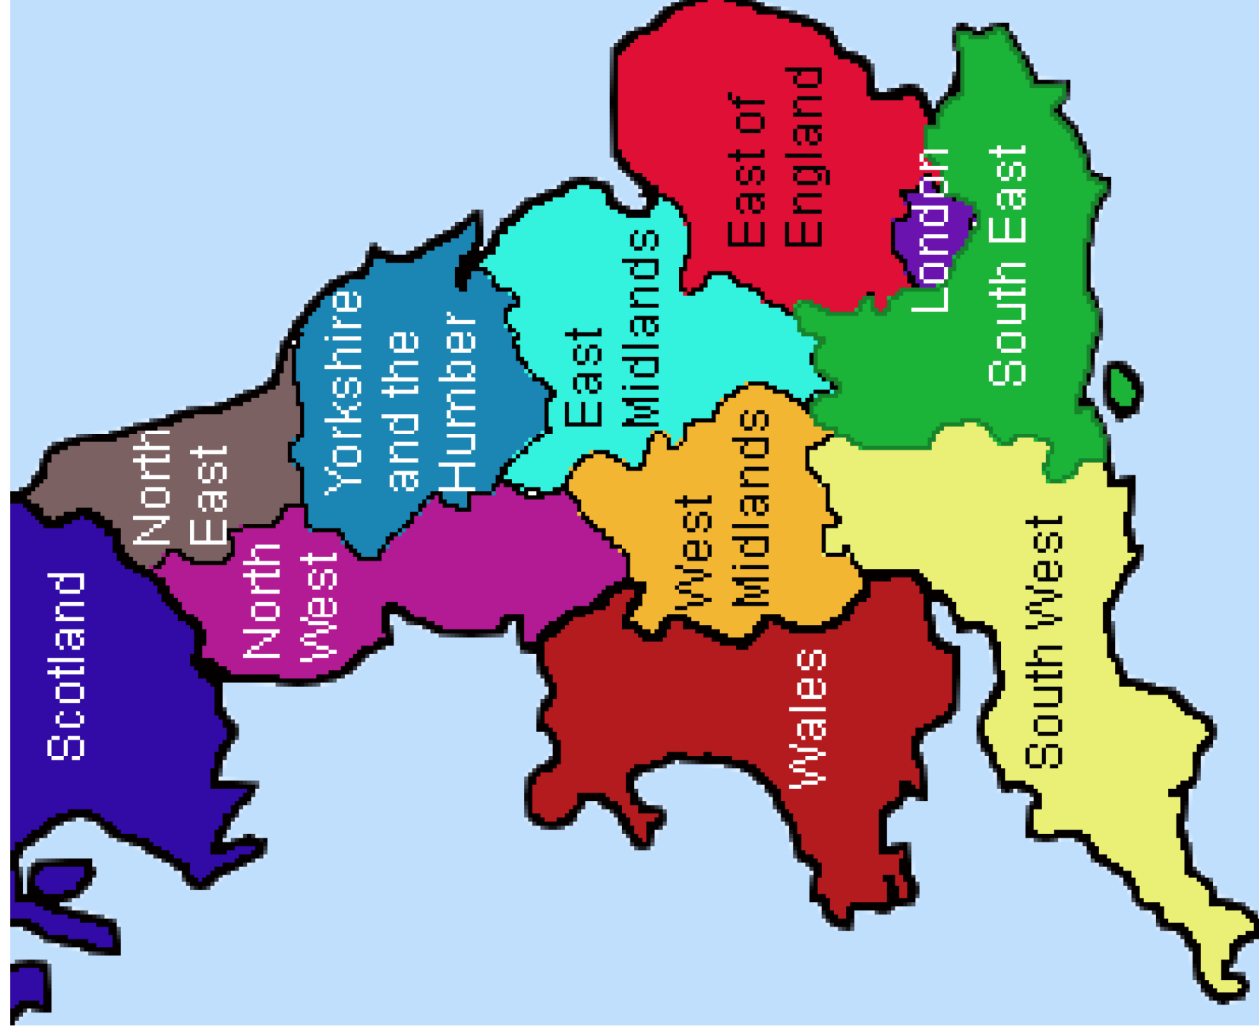 Scotland
North
East
North
West
Yorkshire
and the
Humber
East
Midlands
West
Midlands
East of
England
Wales
London
South East
South West